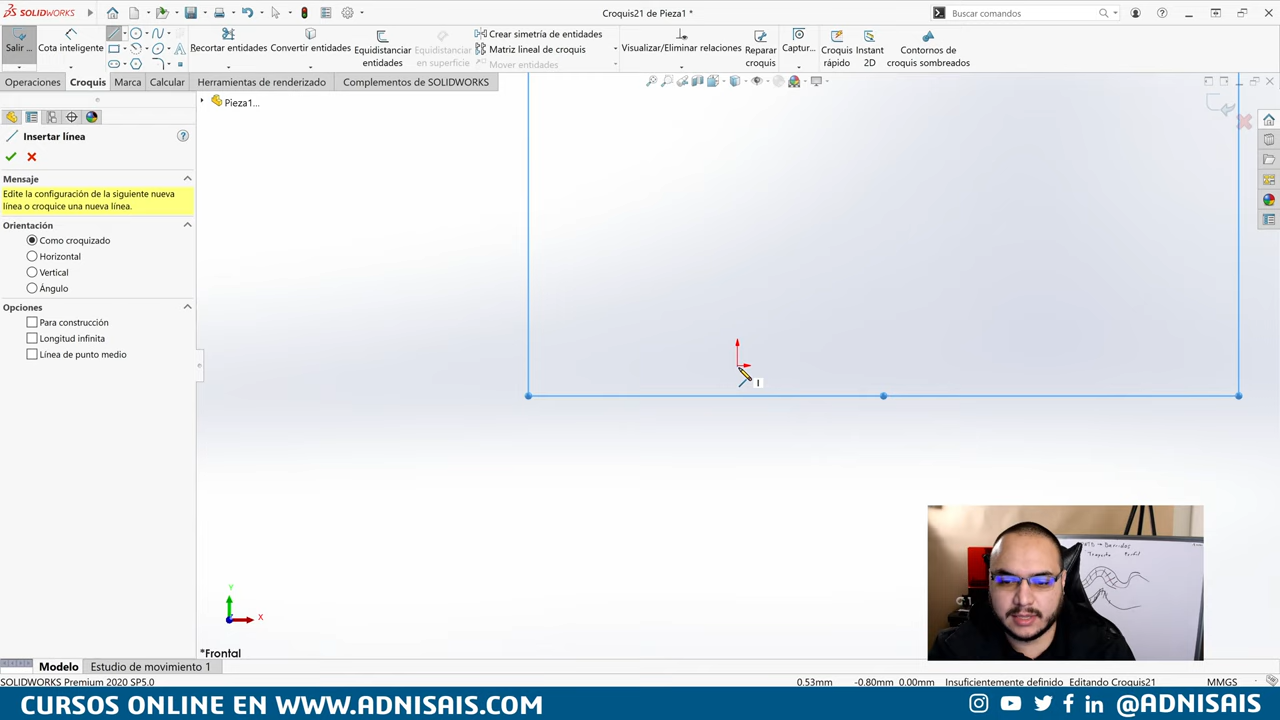 SOLIDWORKS
Croquis21 de Pieza1 *
Buscar comandos
Salir ...
Cota inteligente
Recortar entidades
Convertir entidades
Equidistanciar
entidades
Equidistanciar
en superficie
Crear simetría de entidades
Matriz lineal de croquis
Mover entidades
Visualizar/Eliminar relaciones
Reparar
croquis
Captur...
Croquis
rápido
Instant
2D
Contornos de
croquis sombreados
Operaciones
Croquis
Marca
Calcular
Herramientas de renderizado
Complementos de SOLIDWORKS
Pieza1...
Insertar línea
Mensaje
Edite la configuración de la siguiente nueva
línea o croquice una nueva línea.
Orientación
Como croquizado
Horizontal
Vertical
Ángulo
Opciones
Para construcción
Longitud infinita
Línea de punto medio
Y
X
*Frontal
Modelo
Estudio de movimiento 1
SOLIDWORKS Premium 2020 SP5.0
0.53mm
-0.80mm
0.00mm
Insuficientemente definido
Editando Croquis21
MMGS
CURSOS ONLINE EN WWW.ADNISAIS.COM
@ADNISAIS